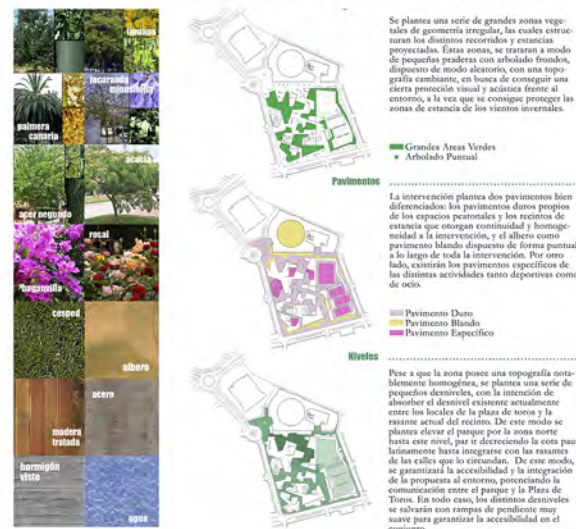 tipuana
jacaranda
mimosifolia
palmera
canaria
acacia
acer negundo
rosal
bugamilla
cesped
albero
acero
madera
tratada
hormigón
visto
agua
Se plantea una serie de grandes zonas vege-
tales de geometría irregular, las cuales estruc-
turan los distintos recorridos y estancias
proyectadas. Éstas zonas, se trataran a modo
de pequeñas praderas con arbolado frondos,
dispuesto de modo aleatorio, con una topo-
grafía cambiante, en busca de conseguir una
cierta proteción visual y acústica frente al
entorno, a la vez que se consigue proteger las
zonas de estancia de los vientos invernales.
Grandes Areas Verdes
Arbolado Puntual
Pavimentos
La intervención plantea dos pavimentos bien
diferenciados: los pavimentos duros propios
de los espacios peatonales y los recintos de
estancia que otorgan continuidad y homoge-
neidad a la intervención, y el albero como
pavimento blando dispuesto de forma puntual
a lo largo de toda la intervención. Por otro
lado, existirán los pavimentos específicos de
las distintas actividades tanto deportivas como
de ocio.
Pavimento Duro
Pavimento Blando
Pavimento Específico
Niveles
Pese a que la zona posee una topografía nota-
blemente homogénea, se plantea una serie de
pequeños desniveles, con la intención de
absorber el desnivel existente actualmente
entre los locales de la plaza de toros y la
rasante actual del recinto. De este modo se
plantea elevar el parque por la zona norte
hasta este nivel, par ir decreciendo la cota pau
latinamente hasta integrarse con las rasantes
de las calles que lo circundan. De este modo,
se garantizará la accesibilidad y la integración
de la propuesta al entorno, potenciando la
comunicación entre el parque y la Plaza de
Toros. En todo caso, los distintos desniveles
se salvarán con rampas de pendiente muy
suave para garantizar la accesibilidad en el